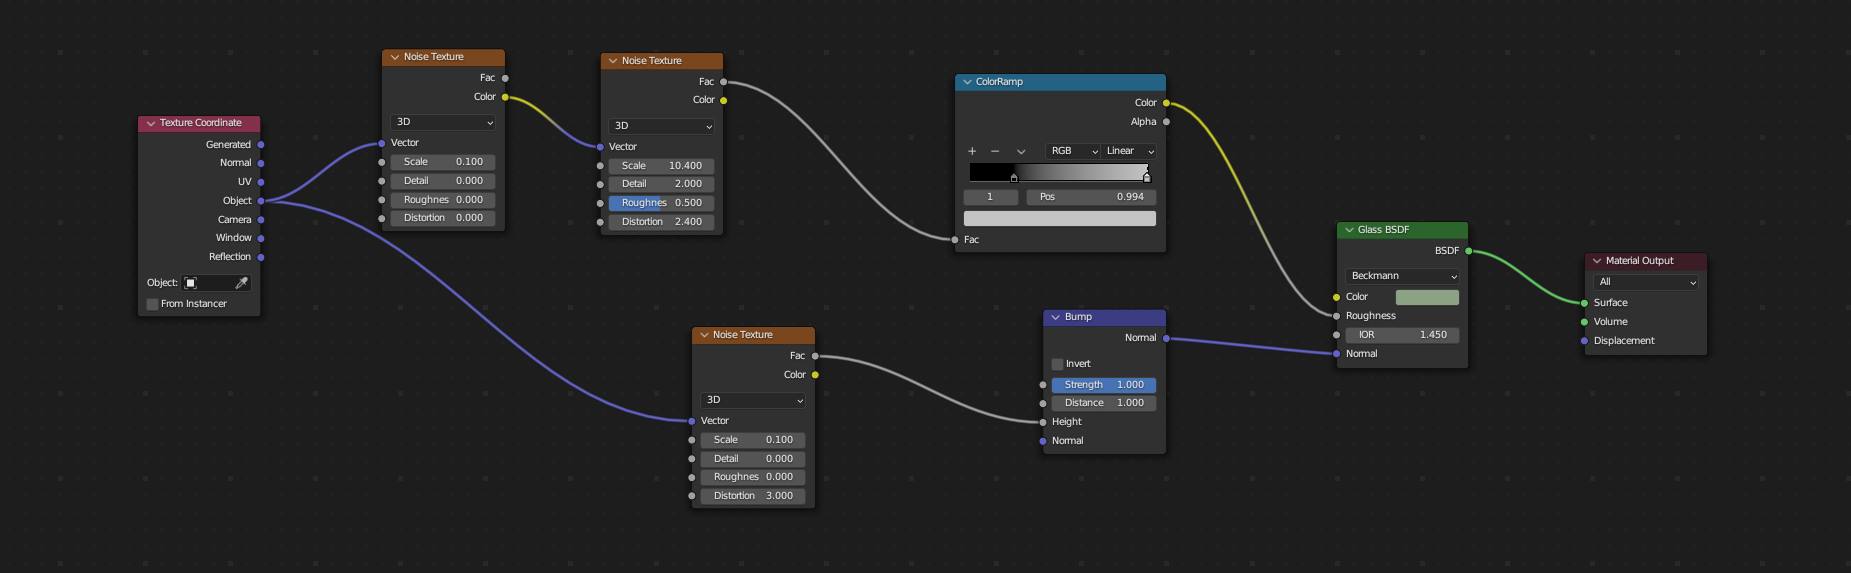 Texture Coordinate
Generated
Normal
UV
Object
Camera
Window
Reflection
Object:
From Instancer
Noise Texture
Fac
Color
3D
Vector
Scale 0.100
Detail 0.000
Roughnes 0.000
Distortion 0.000
Noise Texture
Fac
Color
3D
Vector
Scale 10.400
Detail 2.000
Roughnes 0.500
Distortion 2.400
Noise Texture
Fac
Color
3D
Vector
Scale 0.100
Detail 0.000
Roughnes 0.000
Distortion 3.000
ColorRamp
Color
Alpha
+ − RGB Linear
1 Pos 0.994
Fac
Bump
Normal
Invert
Strength 1.000
Distance 1.000
Height
Normal
Glass BSDF
BSDF
Beckmann
Color
Roughness
IOR 1.450
Normal
Material Output
All
Surface
Volume
Displacement